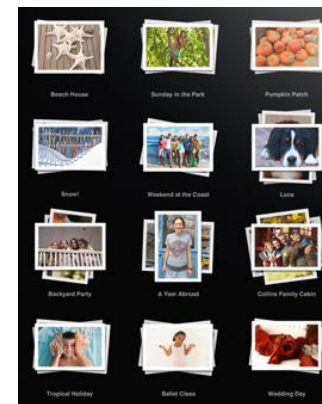 Beach House
Sunday in the Park
Pumpkin Patch
Snow!
Weekend at the Coast
Luce
Backyard Party
A Year Abroad
Collins Family Cabin
Tropical Holiday
Ballet Class
Wedding Day